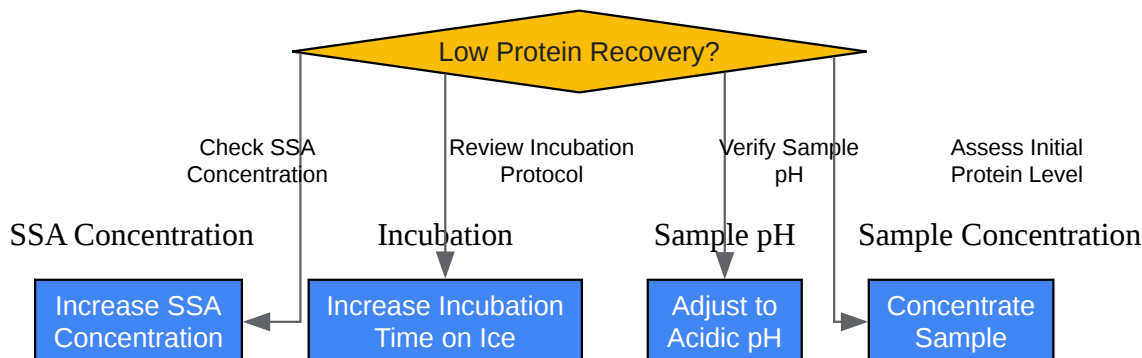 Low Protein Recovery?
Check SSA
Concentration
Review Incubation
Protocol
Verify Sample
pH
Assess Initial
Protein Level
SSA Concentration
Incubation
Sample pH
Sample Concentration
Increase SSA
Concentration
Increase Incubation
Time on Ice
Adjust to
Acidic pH
Concentrate
Sample